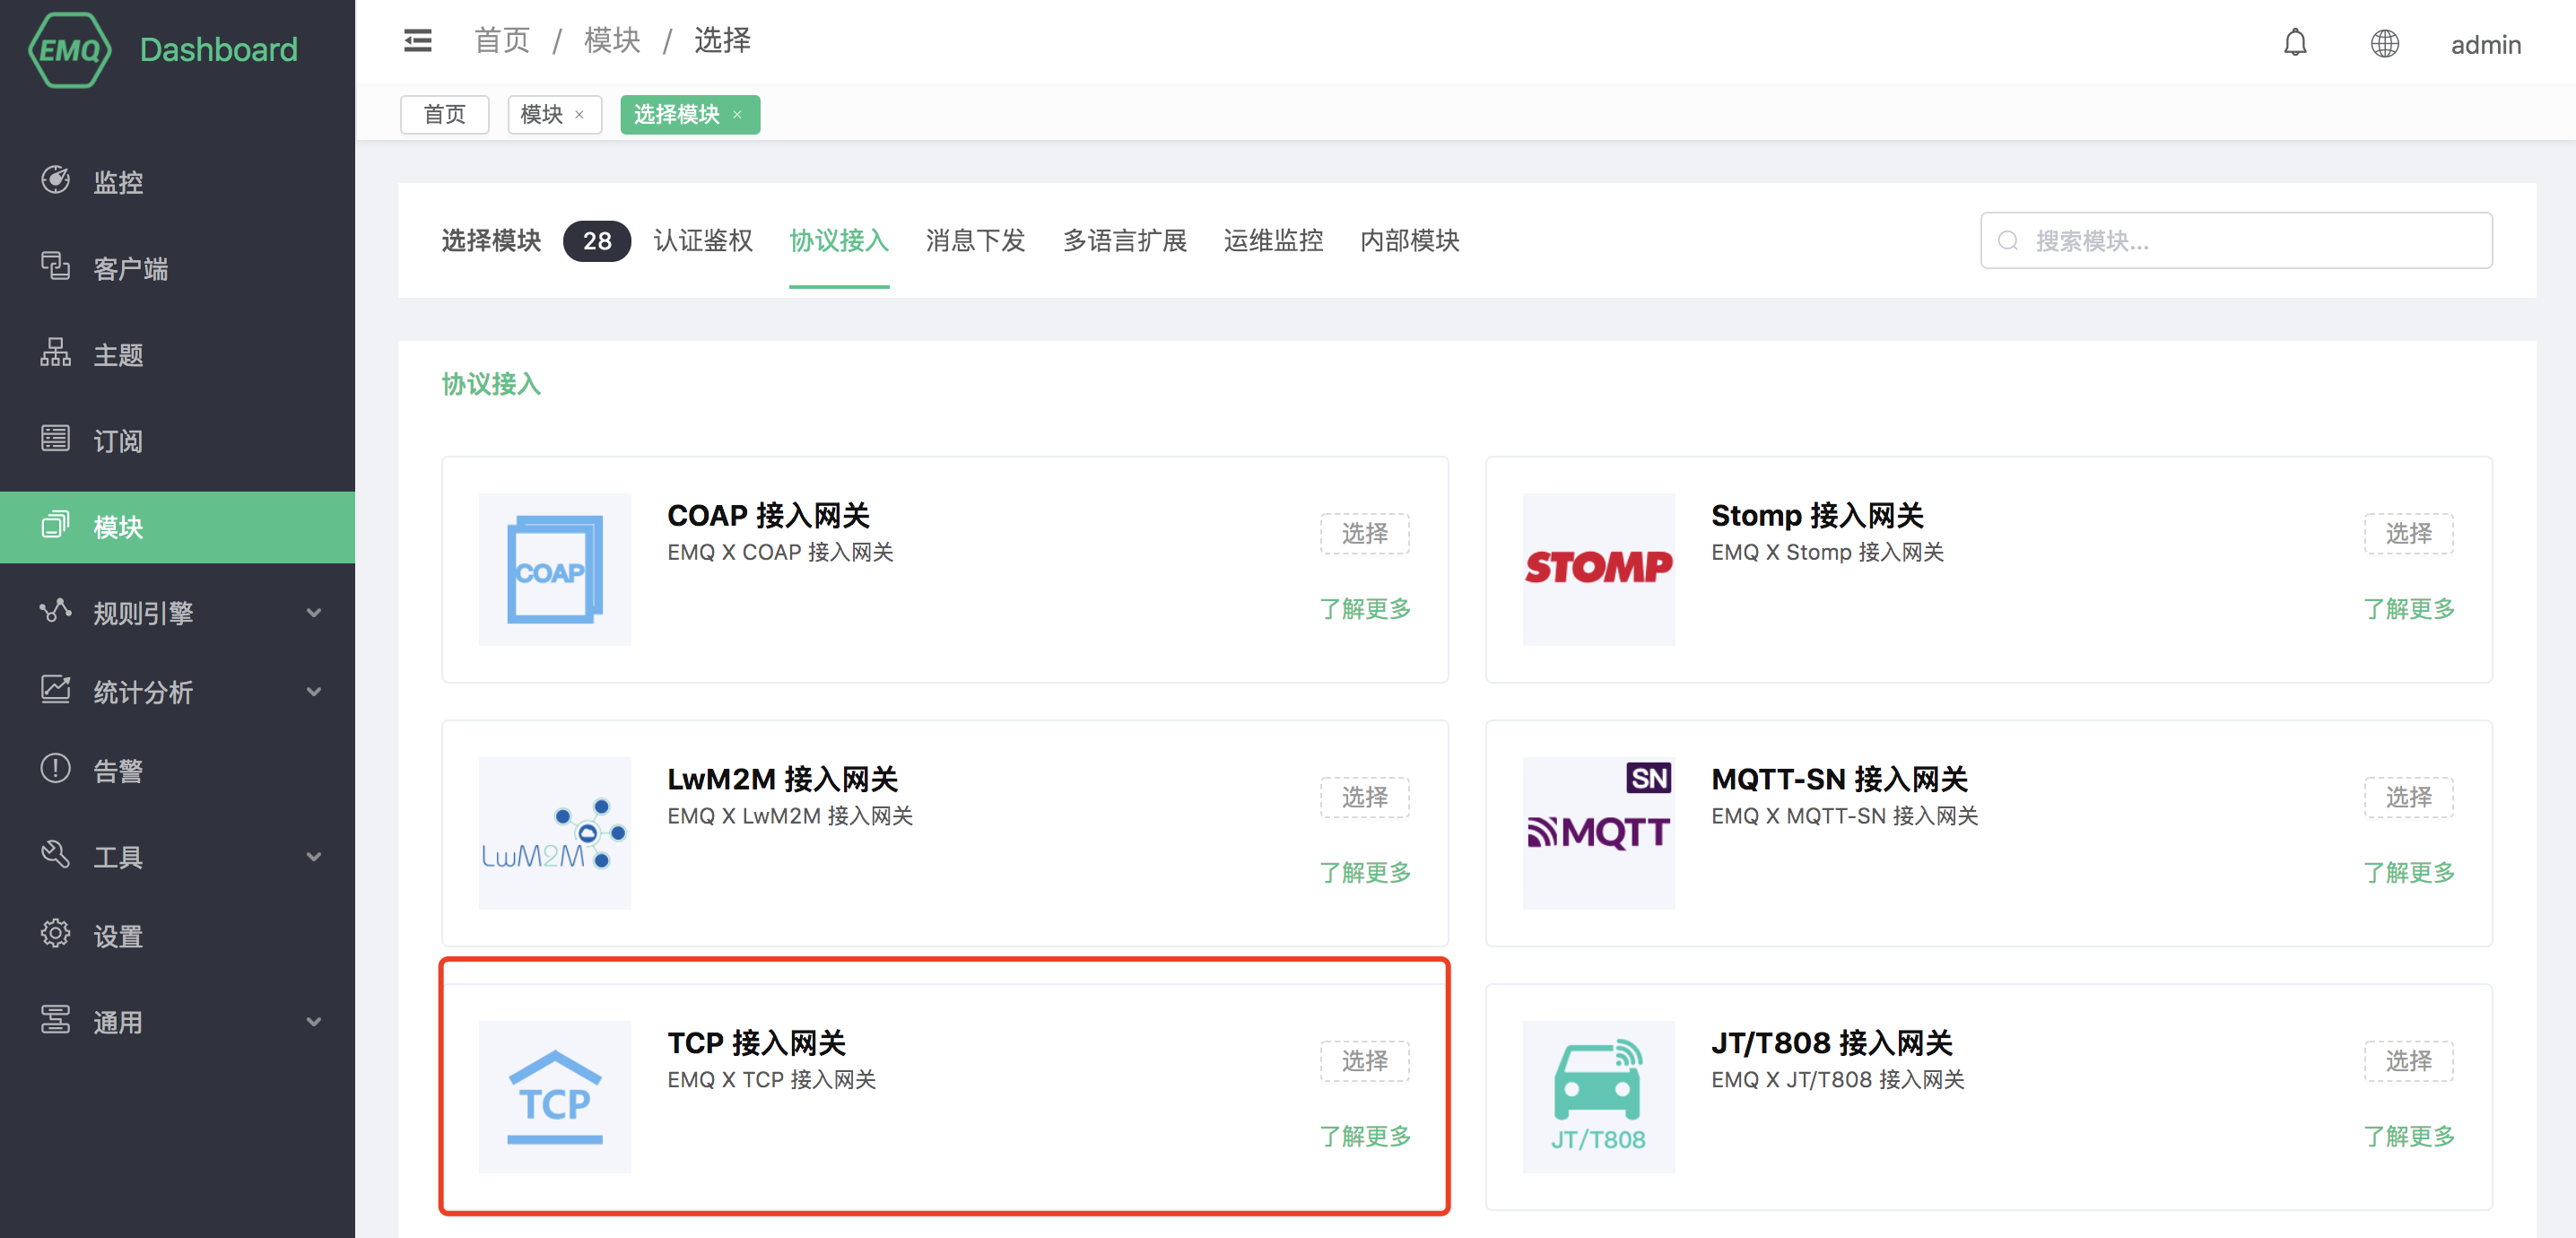 EMQ Dashboard
首页 / 模块 / 选择
admin
首页 模块 × 选择模块 ×
监控
客户端
主题
订阅
模块
规则引擎
统计分析
告警
工具
设置
通用
选择模块 28 认证鉴权 协议接入 消息下发 多语言扩展 运维监控 内部模块
搜索模块...
协议接入
COAP
COAP 接入网关
EMQ X COAP 接入网关
选择
了解更多
STOMP
Stomp 接入网关
EMQ X Stomp 接入网关
选择
了解更多
LwM2M
LwM2M 接入网关
EMQ X LwM2M 接入网关
选择
了解更多
SN
MQTT
MQTT-SN 接入网关
EMQ X MQTT-SN 接入网关
选择
了解更多
TCP
TCP 接入网关
EMQ X TCP 接入网关
选择
了解更多
JT/T808
JT/T808 接入网关
EMQ X JT/T808 接入网关
选择
了解更多